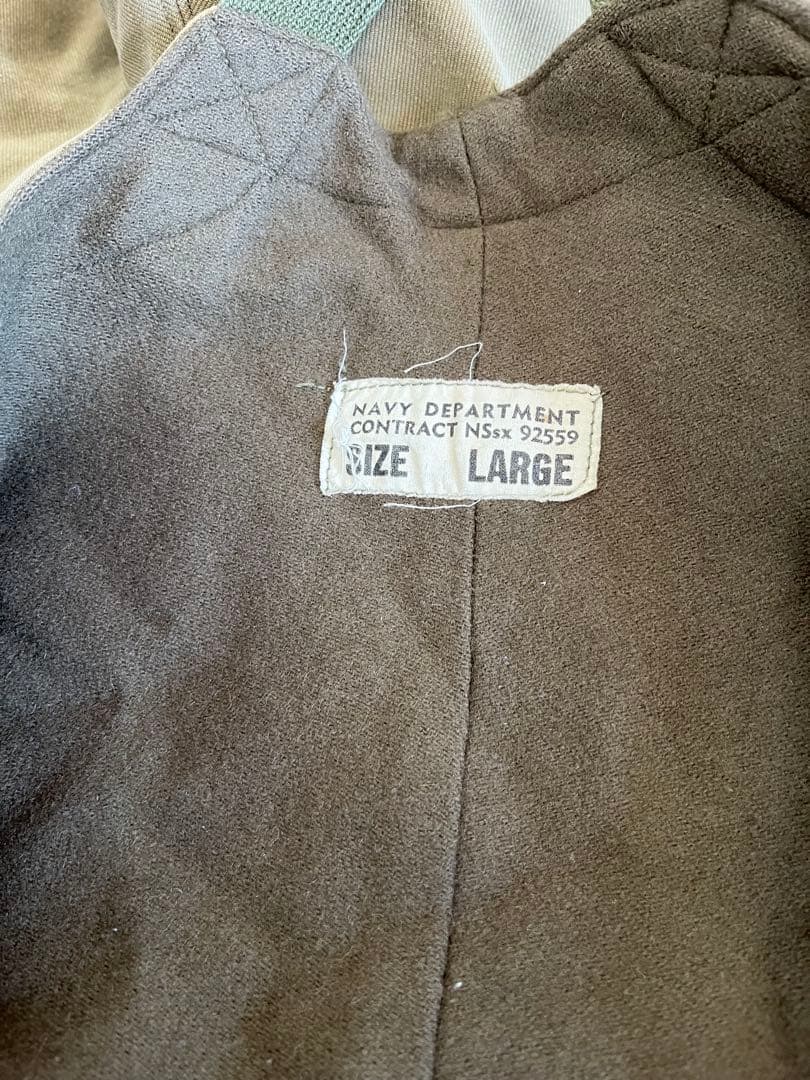 NAVY DEPARTMENT
CONTRACT NSsx 92559
SIZE LARGE